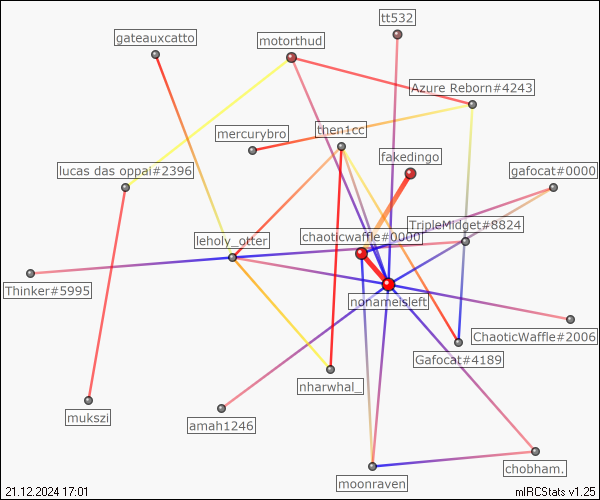 tt532
gateauxcatto
motorthud
Azure Reborn#4243
mercurybro
then1cc
fakedingo
lucas das oppai#2396
gafocat#0000
TripleMidget#8824
leholy_otter
chaoticwaffle#0000
Thinker#5995
nonameisleft
ChaoticWaffle#2006
Gafocat#4189
nharwhal_
mukszi
amah1246
chobham.
moonraven
21.12.2024 17:01
mIRCStats v1.25